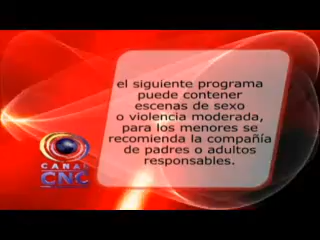 el siguiente programa
puede contener
escenas de sexo
o violencia moderada,
para los menores se
recomienda la compañía
de padres o adultos
responsables.
CANAL
CNC